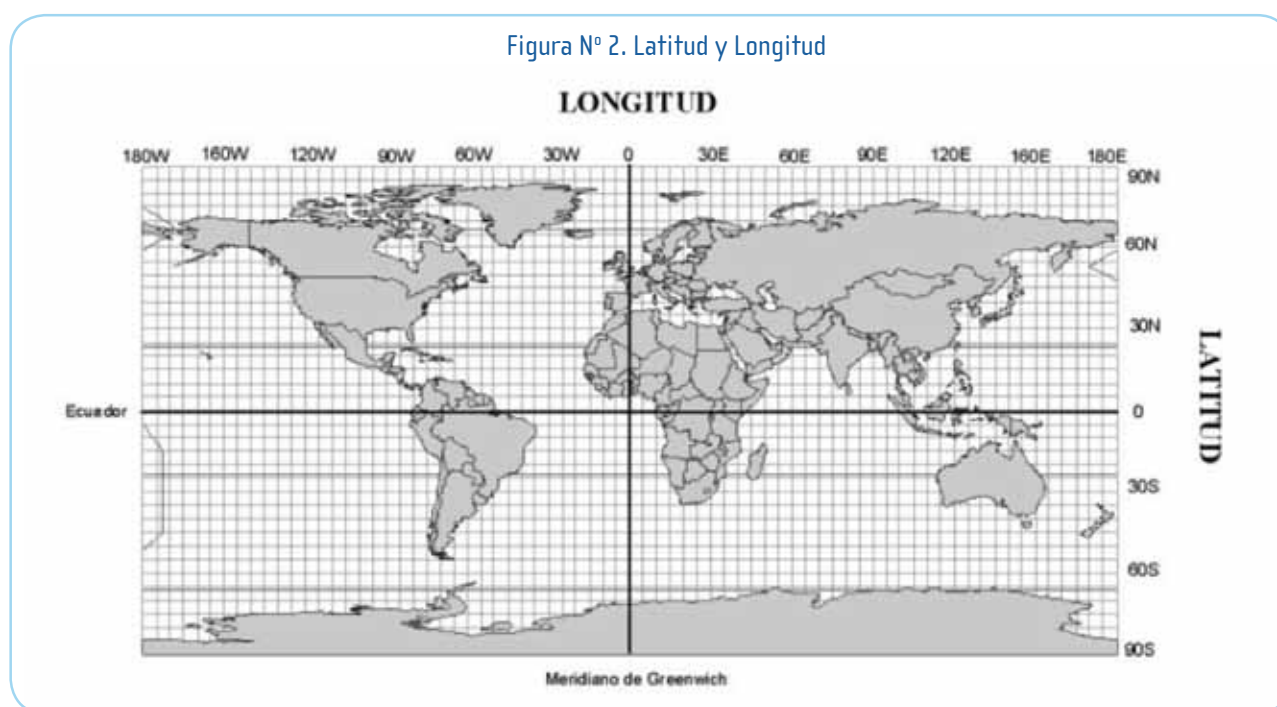 Figura Nº 2. Latitud y Longitud
LONGITUD
180W 160W 120W 90W 60W 30W 0 30E 60E 90E 120E 160E 180E
90N
60N
30N
Ecuador 0
30S
60S
90S
LATITUD
Meridiano de Greenwich